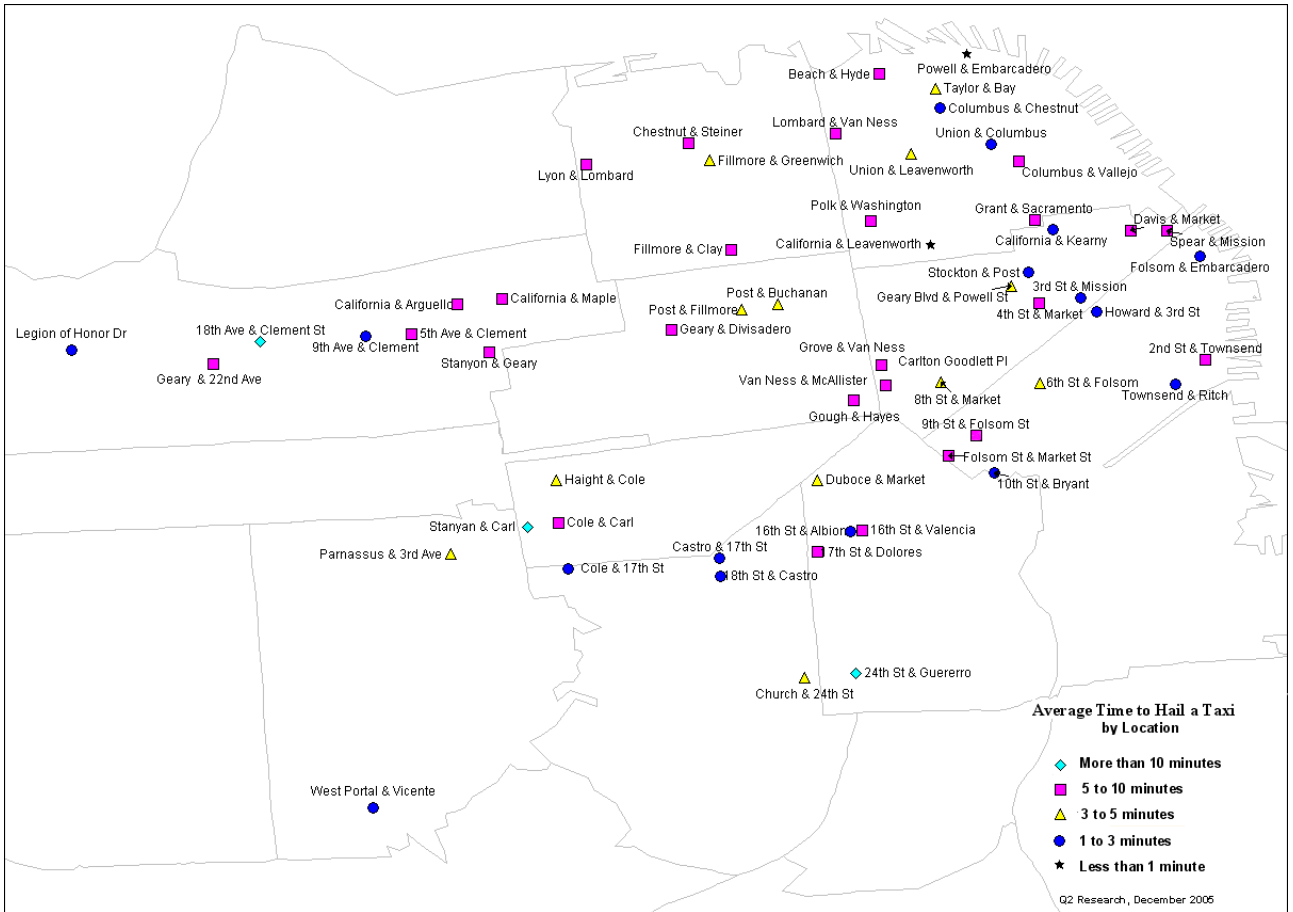 Powell & Embarcadero
Beach & Hyde
Taylor & Bay
Columbus & Chestnut
Lombard & Van Ness
Chestnut & Steiner
Union & Columbus
Fillmore & Greenwich
Union & Leavenworth
Columbus & Vallejo
Lyon & Lombard
Polk & Washington
Grant & Sacramento
Davis & Market
California & Kearny
Spear & Mission
California & Leavenworth
Fillmore & Clay
Folsom & Embarcadero
Stockton & Post
Geary Blvd & Powell St
3rd St & Mission
Post & Buchanan
California & Arguello
California & Maple
Post & Fillmore
4th St & Market
Howard & 3rd St
Legion of Honor Dr
18th Ave & Clement St
5th Ave & Clement
9th Ave & Clement
Geary & Divisadero
Stanyon & Geary
Grove & Van Ness
Carlton Goodlett Pl
2nd St & Townsend
Geary & 22nd Ave
Van Ness & McAllister
8th St & Market
6th St & Folsom
Townsend & Ritch
Gough & Hayes
9th St & Folsom St
Folsom St & Market St
Haight & Cole
Duboce & Market
10th St & Bryant
Stanyan & Carl
Cole & Carl
16th St & Albion
16th St & Valencia
Castro & 17th St
17th St & Dolores
Parnassus & 3rd Ave
Cole & 17th St
18th St & Castro
24th St & Guererro
Church & 24th St
West Portal & Vicente
Average Time to Hail a Taxi
by Location
More than 10 minutes
5 to 10 minutes
3 to 5 minutes
1 to 3 minutes
Less than 1 minute
Q2 Research, December 2005